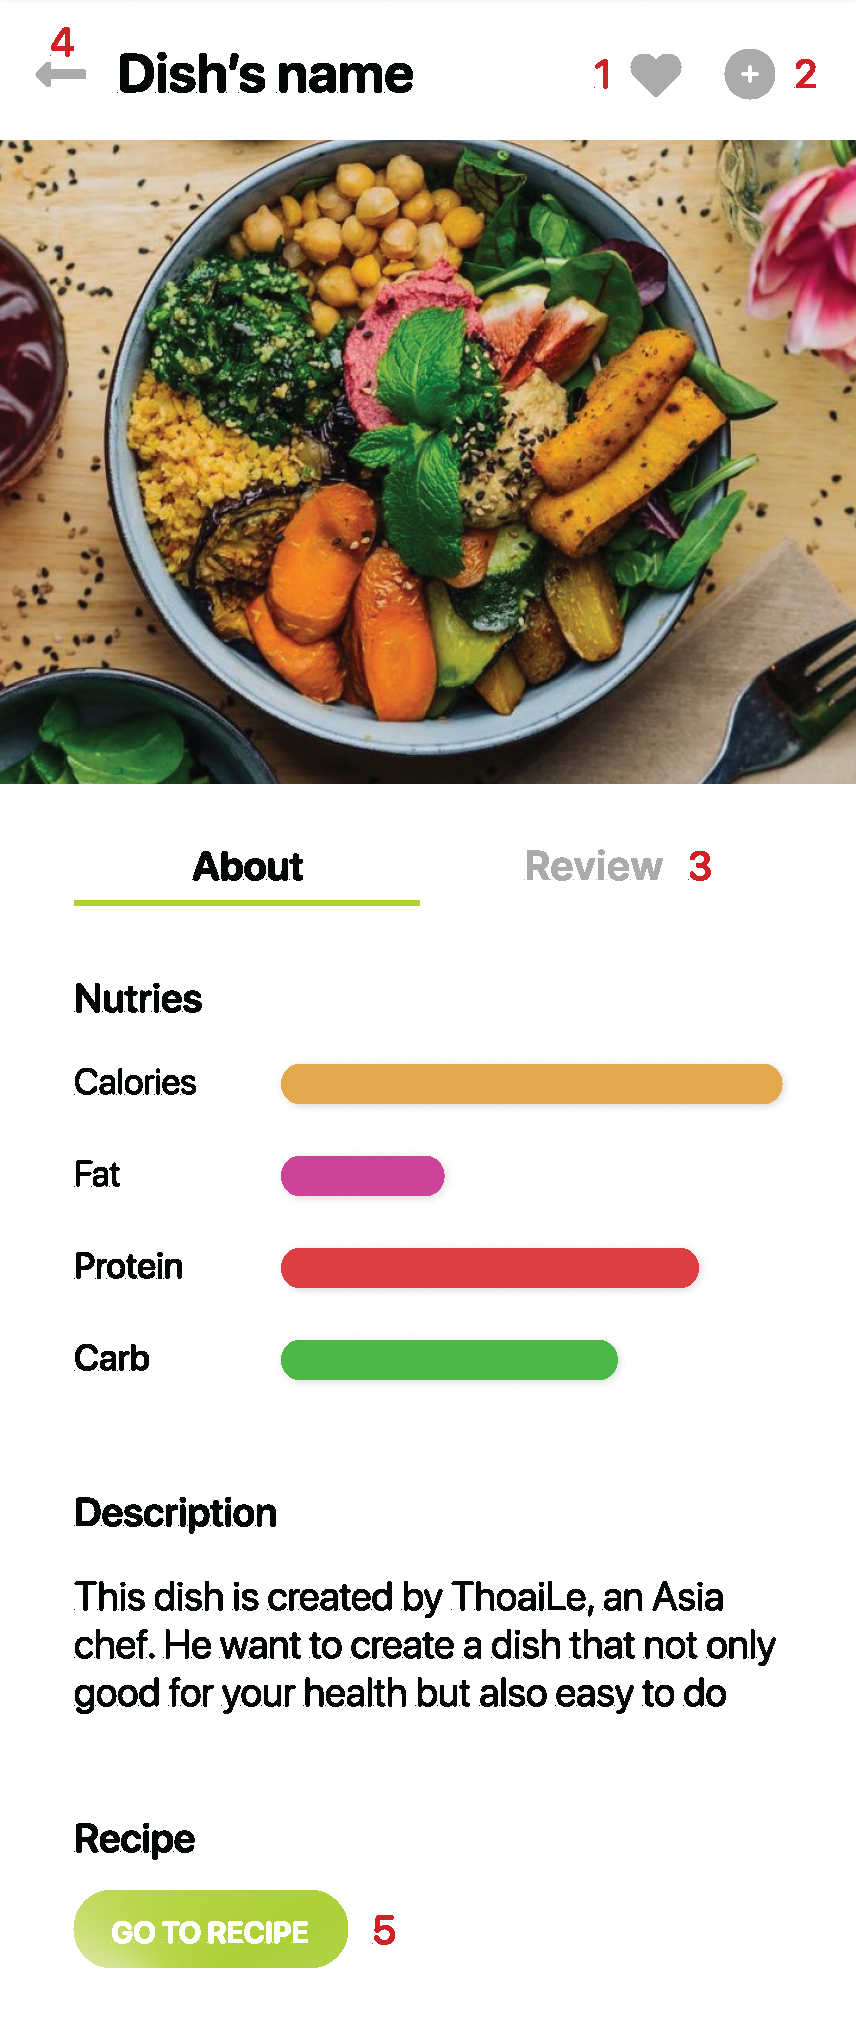 4
Dish's name
1
2
About
Review
3
Nutries
Calories
Fat
Protein
Carb
Description
This dish is created by ThoaiLe, an Asia
chef. He want to create a dish that not only
good for your health but also easy to do
Recipe
GO TO RECIPE
5